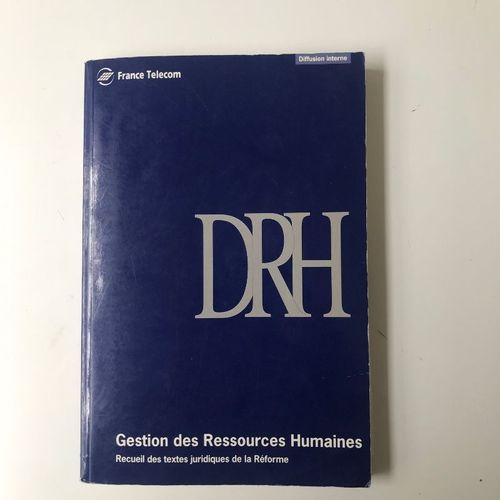 France Telecom
Diffusion interne
DRH
Gestion des Ressources Humaines
Recueil des textes juridiques de la Réforme